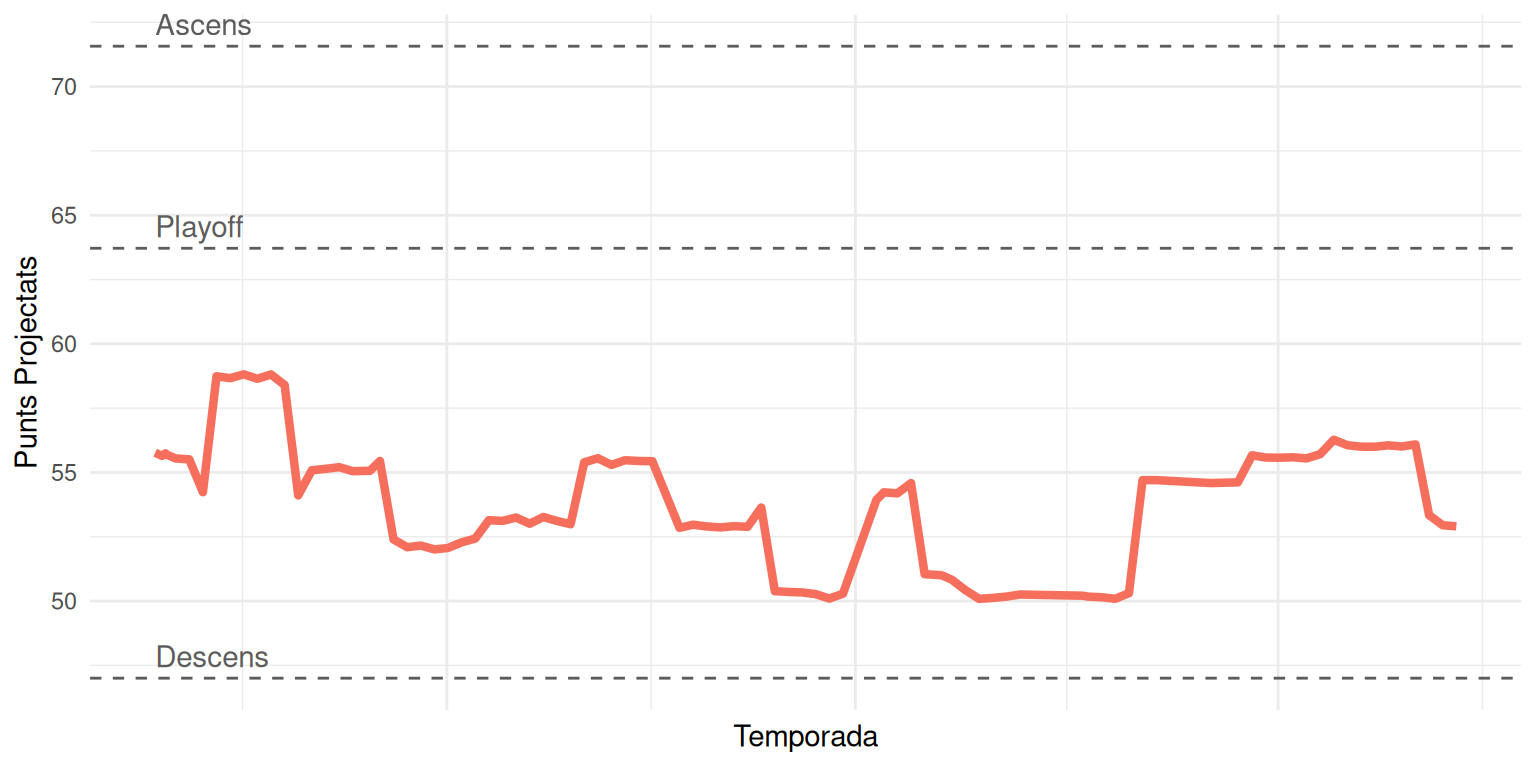 Ascens
70
65
Playoff
60
55
50
Descens
Punts Projectats
Temporada